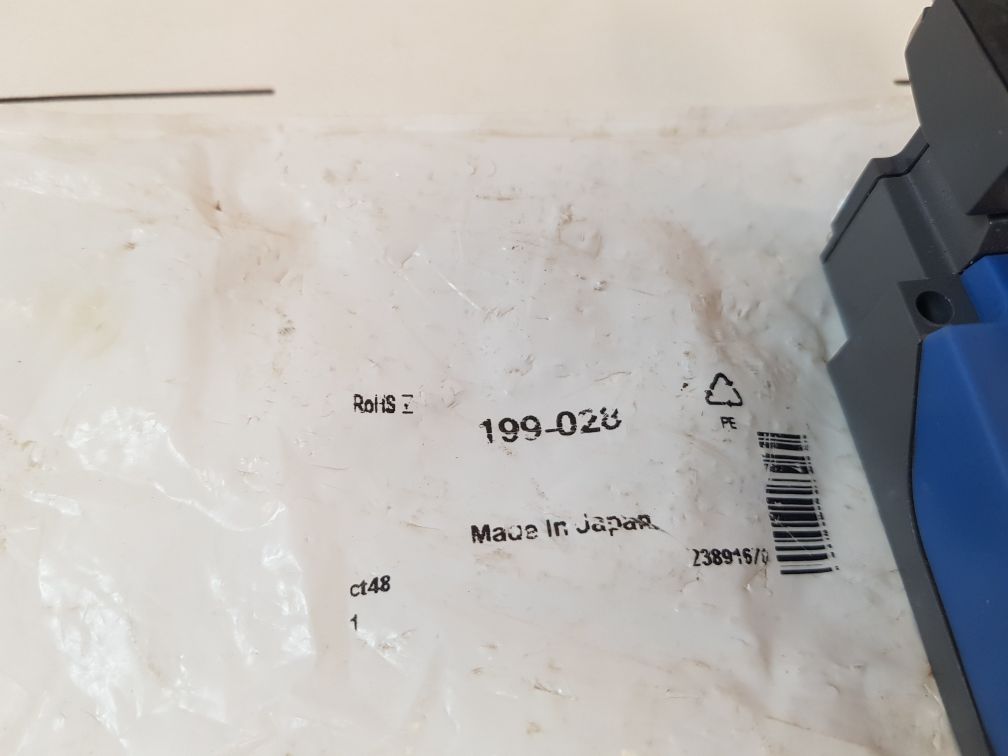 RoHS
199-028
PE
Made in Japan
ct48
1